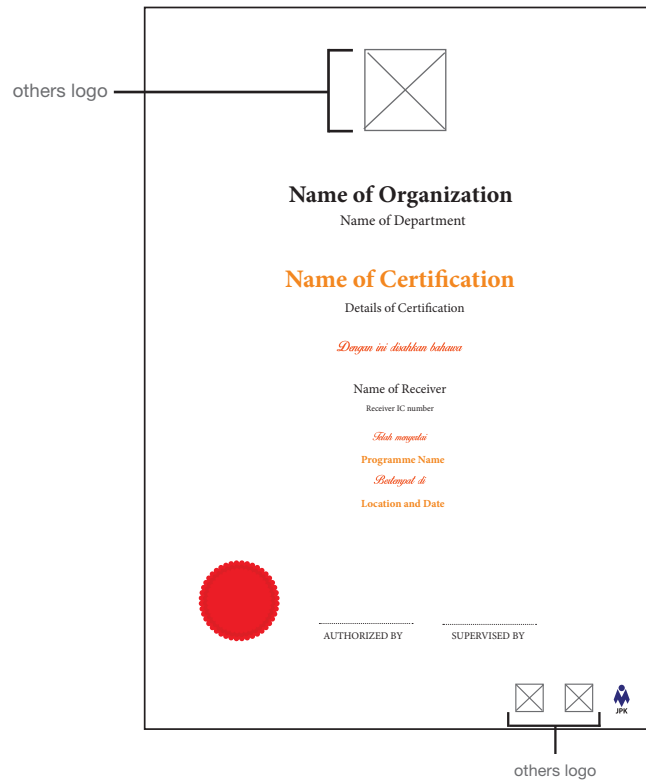 others logo
Name of Organization
Name of Department
Name of Certification
Details of Certification
Dengan ini disahkan bahawa
Name of Receiver
Receiver IC number
Telah menyertai
Programme Name
Bertempat di
Location and Date
AUTHORIZED BY
SUPERVISED BY
JPK
others logo